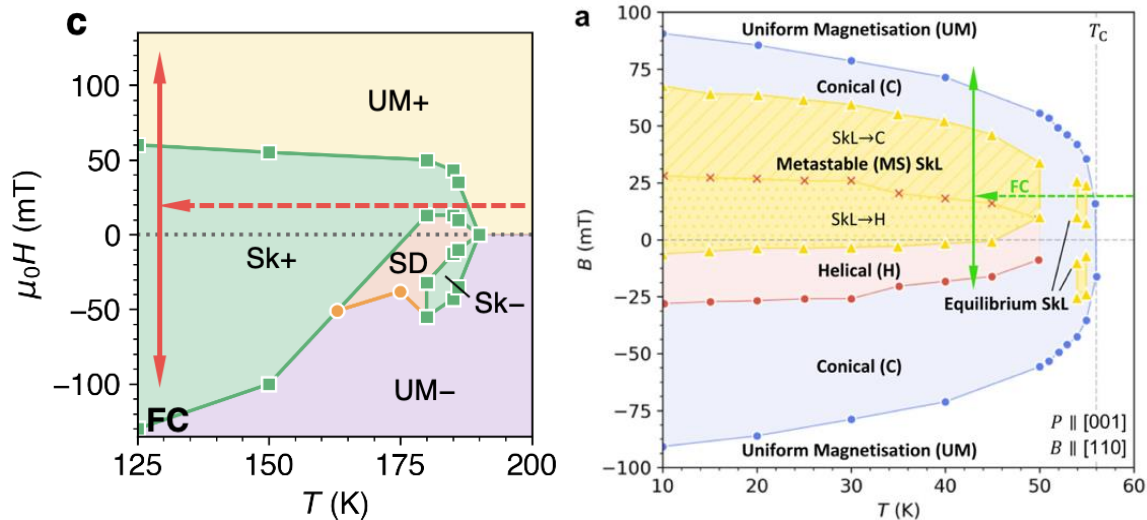 c
100
50
0
−50
−100
μ₀H (mT)
UM+
Sk+
SD
Sk−
UM−
FC
125
150
175
200
T (K)
a
100
75
50
25
0
−25
−50
−75
−100
B (mT)
Uniform Magnetisation (UM)
T_C
Conical (C)
SkL→C
Metastable (MS) SkL
FC
SkL→H
Helical (H)
Equilibrium SkL
Conical (C)
P ∥ [001]
B ∥ [110]
Uniform Magnetisation (UM)
10
20
30
40
50
60
T (K)